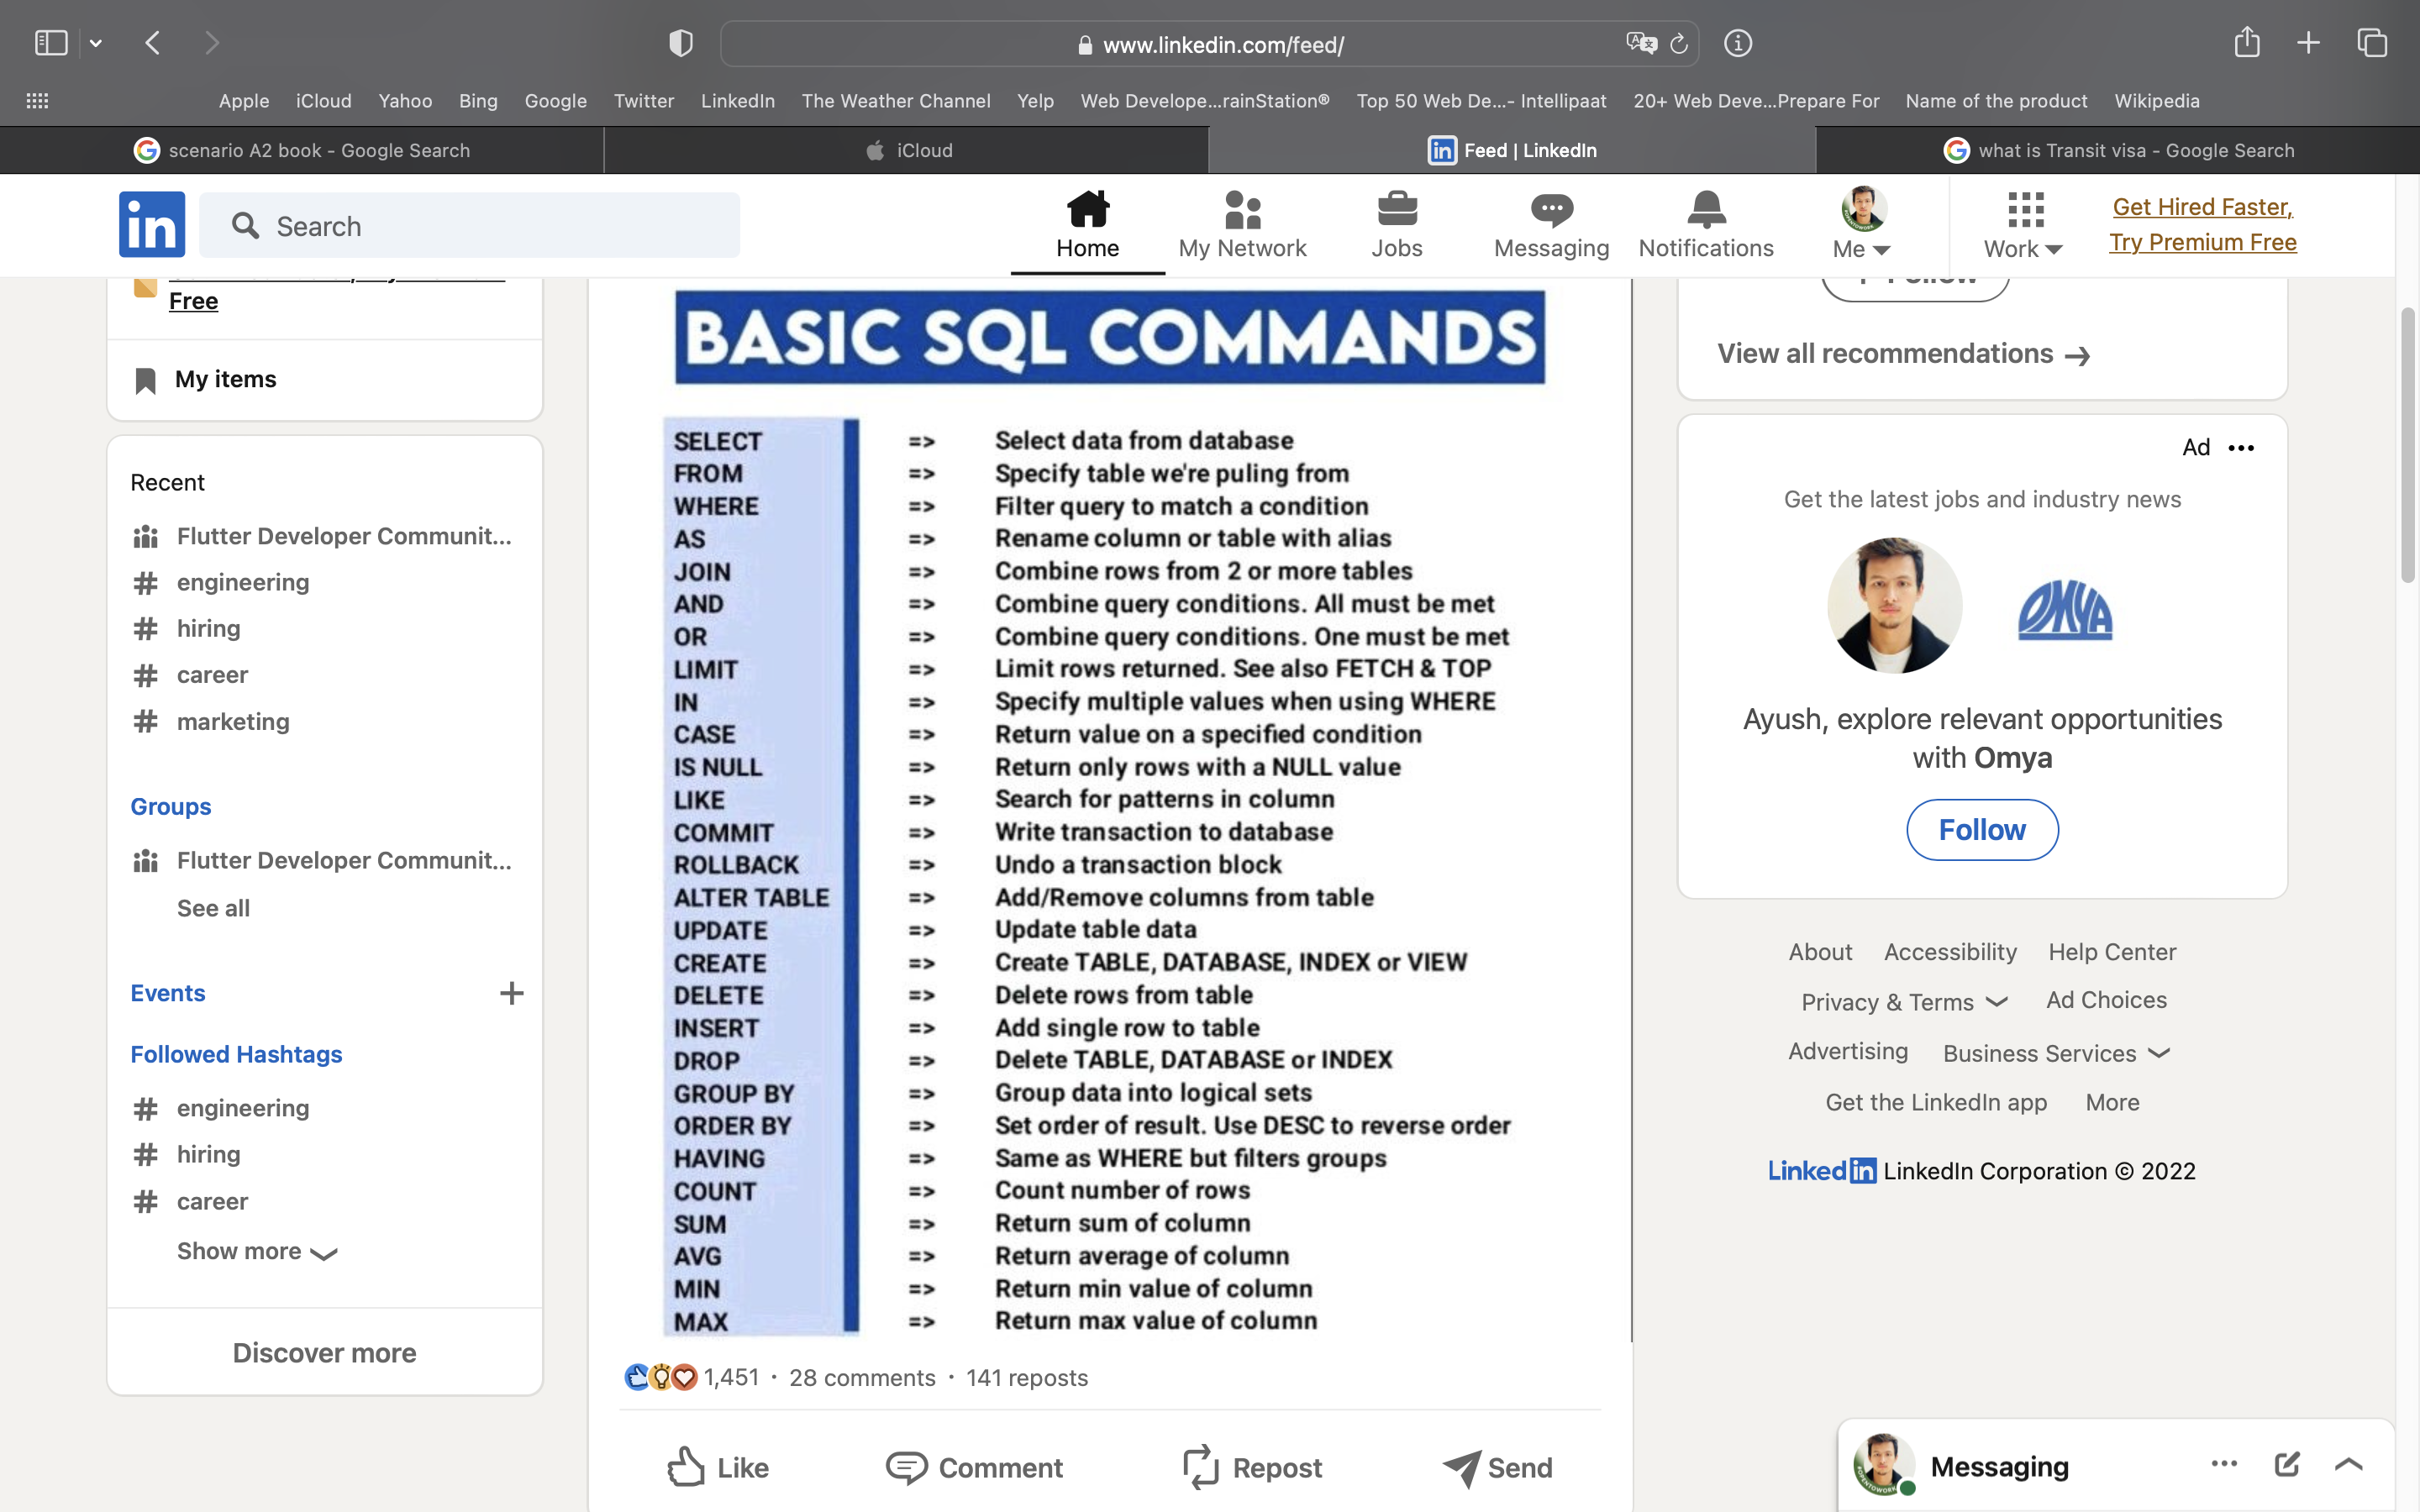 www.linkedin.com/feed/
Apple iCloud Yahoo Bing Google Twitter LinkedIn The Weather Channel Yelp Web Develope...rainStation® Top 50 Web De...- Intellipaat 20+ Web Deve...Prepare For Name of the product Wikipedia
scenario A2 book - Google Search iCloud Feed | LinkedIn what is Transit visa - Google Search
in Search Home My Network Jobs Messaging Notifications Me Work Get Hired Faster,
Try Premium Free
Free
My items
Recent
Flutter Developer Communit...
# engineering
# hiring
# career
# marketing
Groups
Flutter Developer Communit...
See all
Events +
Followed Hashtags
# engineering
# hiring
# career
Show more
Discover more
BASIC SQL COMMANDS
SELECT => Select data from database
FROM => Specify table we're puling from
WHERE => Filter query to match a condition
AS => Rename column or table with alias
JOIN => Combine rows from 2 or more tables
AND => Combine query conditions. All must be met
OR => Combine query conditions. One must be met
LIMIT => Limit rows returned. See also FETCH & TOP
IN => Specify multiple values when using WHERE
CASE => Return value on a specified condition
IS NULL => Return only rows with a NULL value
LIKE => Search for patterns in column
COMMIT => Write transaction to database
ROLLBACK => Undo a transaction block
ALTER TABLE => Add/Remove columns from table
UPDATE => Update table data
CREATE => Create TABLE, DATABASE, INDEX or VIEW
DELETE => Delete rows from table
INSERT => Add single row to table
DROP => Delete TABLE, DATABASE or INDEX
GROUP BY => Group data into logical sets
ORDER BY => Set order of result. Use DESC to reverse order
HAVING => Same as WHERE but filters groups
COUNT => Count number of rows
SUM => Return sum of column
AVG => Return average of column
MIN => Return min value of column
MAX => Return max value of column
1,451 · 28 comments · 141 reposts
Like Comment Repost Send
View all recommendations →
Ad ...
Get the latest jobs and industry news
OMYA
Ayush, explore relevant opportunities
with Omya
Follow
About Accessibility Help Center
Privacy & Terms Ad Choices
Advertising Business Services
Get the LinkedIn app More
LinkedIn LinkedIn Corporation © 2022
Messaging ...